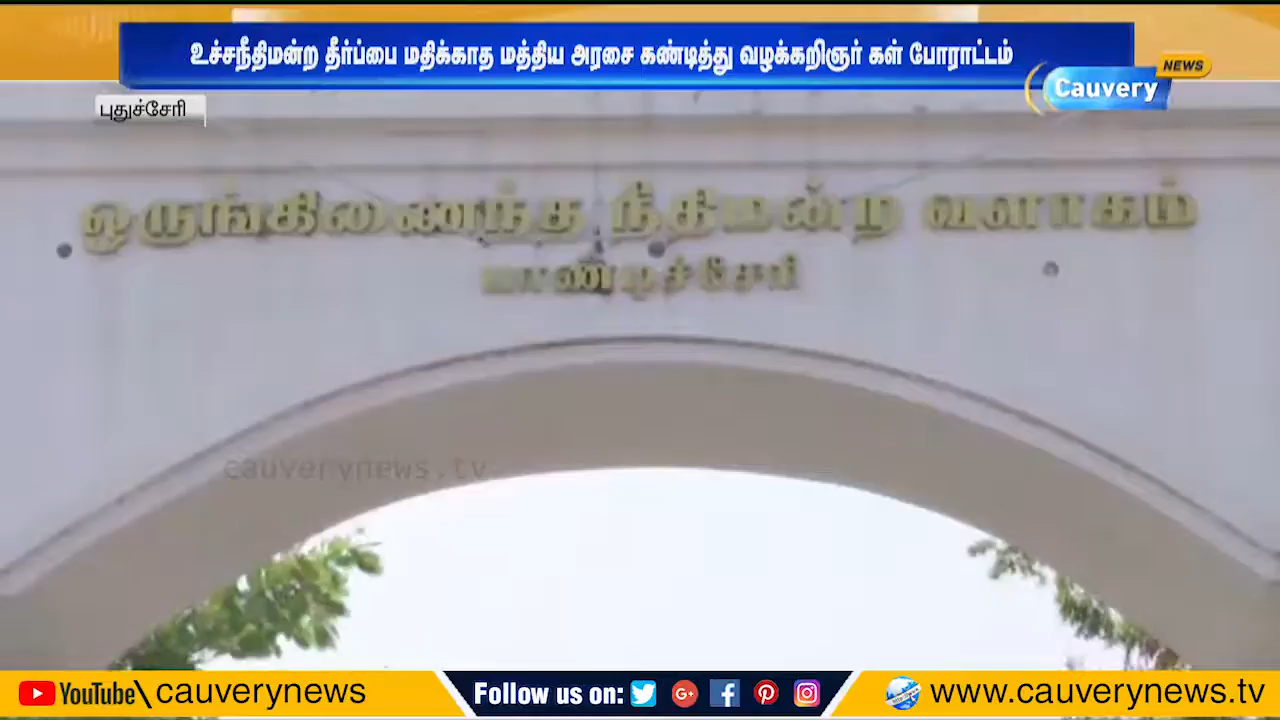 உச்சநீதிமன்ற தீர்ப்பை மதிக்காத மத்திய அரசை கண்டித்து வழக்கறிஞர் கள் போராட்டம்
NEWS
Cauvery
புதுச்சேரி
ஒருங்கிணைந்த நீதிமன்ற வளாகம்
பாண்டிச்சேரி
cauverynews.tv
YouTube\cauverynews
Follow us on:
www.cauverynews.tv